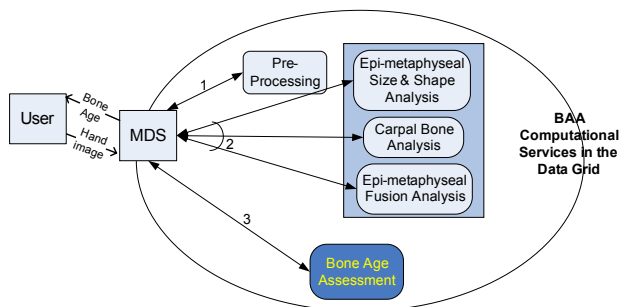 User
Bone
Age
Hand
image
MDS
1
Pre-
Processing
Epi-metaphyseal
Size & Shape
Analysis
2
Carpal Bone
Analysis
Epi-metaphyseal
Fusion Analysis
3
Bone Age
Assessment
BAA
Computational
Services in the
Data Grid